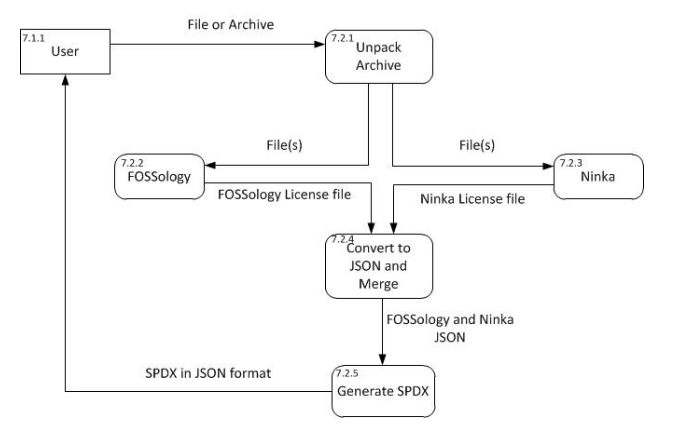 File or Archive
7.1.1
User
7.2.1
Unpack
Archive
File(s)
File(s)
7.2.2
FOSSology
7.2.3
Ninka
FOSSology License file
Ninka License file
7.2.4
Convert to
JSON and
Merge
FOSSology and Ninka
JSON
SPDX in JSON format
7.2.5
Generate SPDX